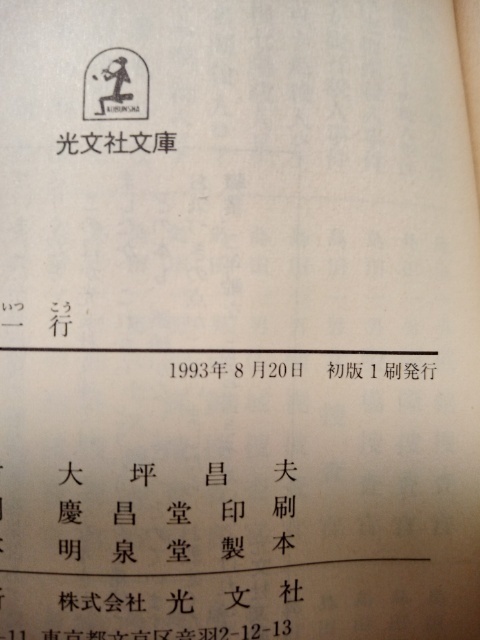 KOBUNSHA
光文社文庫
いっ こう
一 行
1993年8月20日 初版1刷発行
大坪昌夫
慶昌堂印刷
明泉堂製本
株式会社 光文社
-11 東京都文京区音羽2-12-13